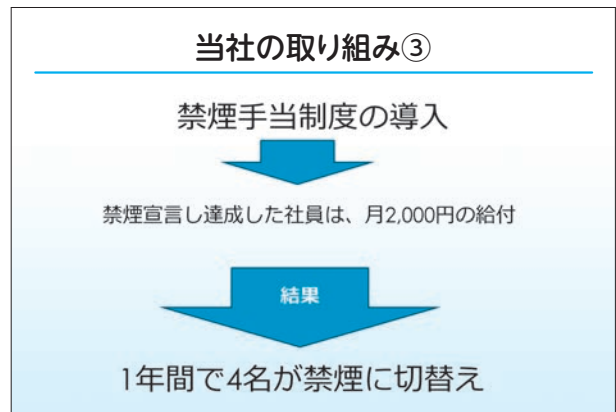 当社の取り組み③
禁煙手当制度の導入
禁煙宣言し達成した社員は、月2,000円の給付
結果
1年間で4名が禁煙に切替え